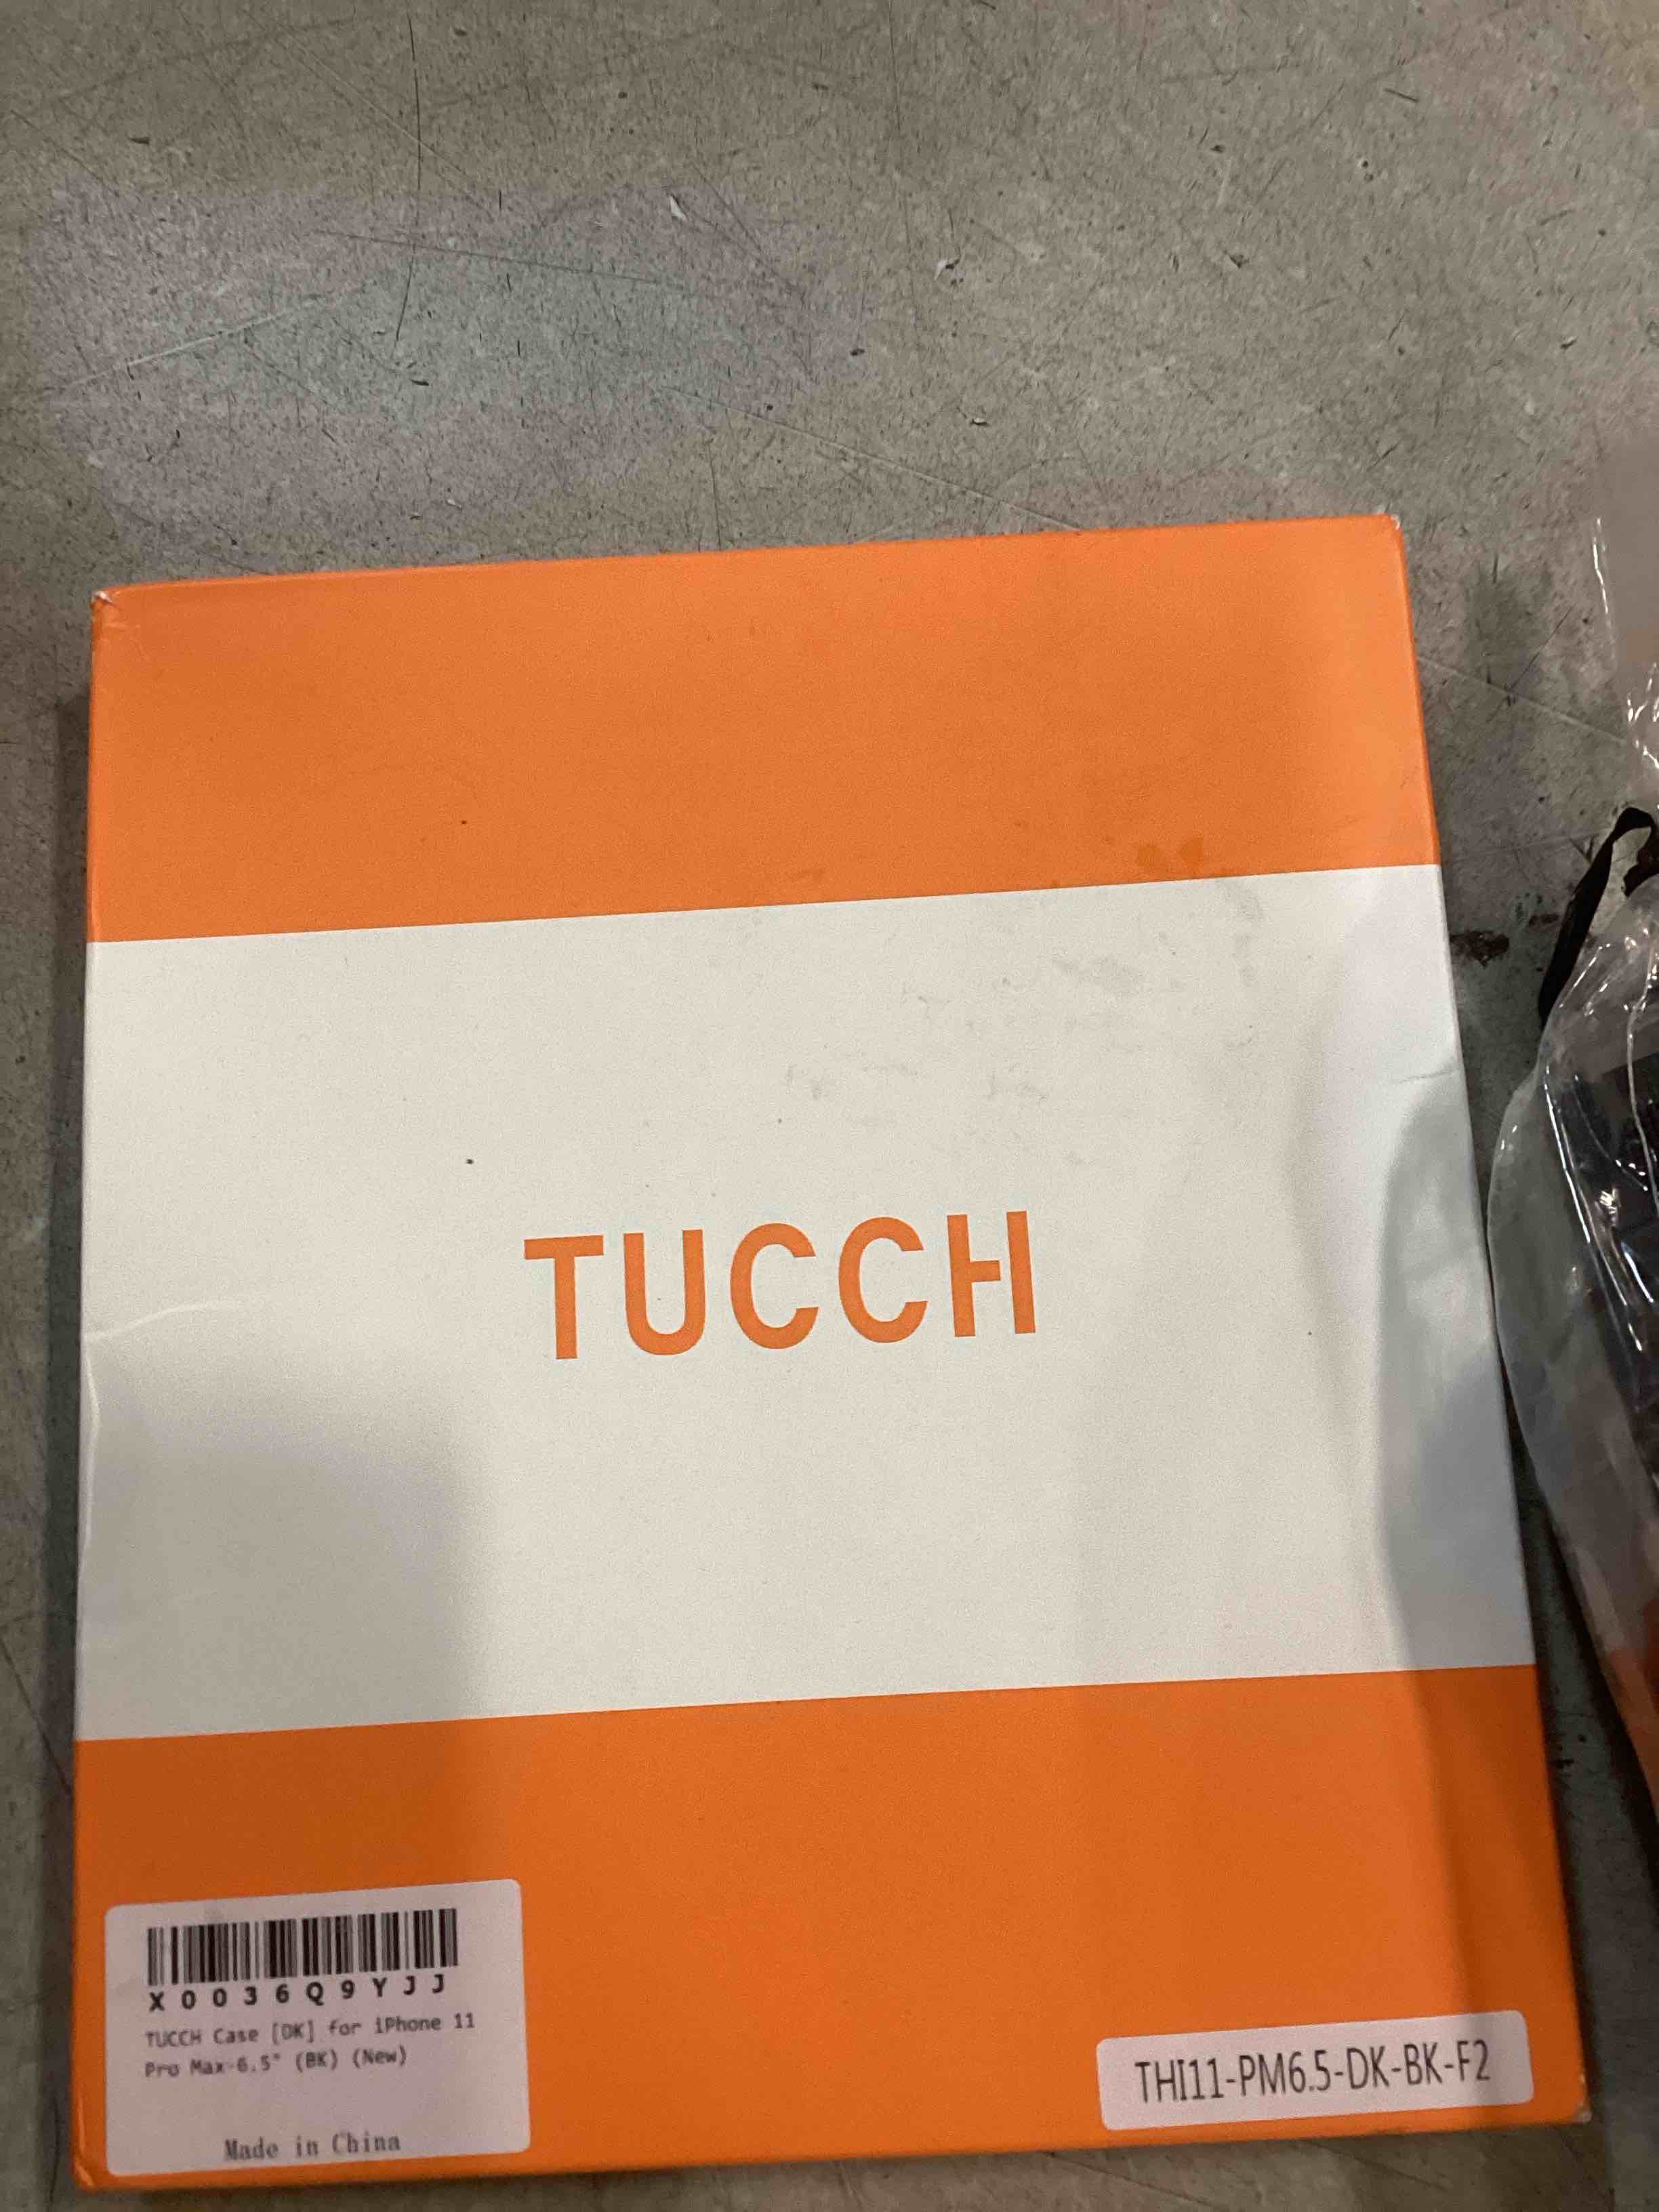 TUCCH
X0036Q9YJJ
TUCCH Case [DK] for iPhone 11
Pro Max-6.5" (BK) (New)
Made in China
THI11-PM6.5-DK-BK-F2